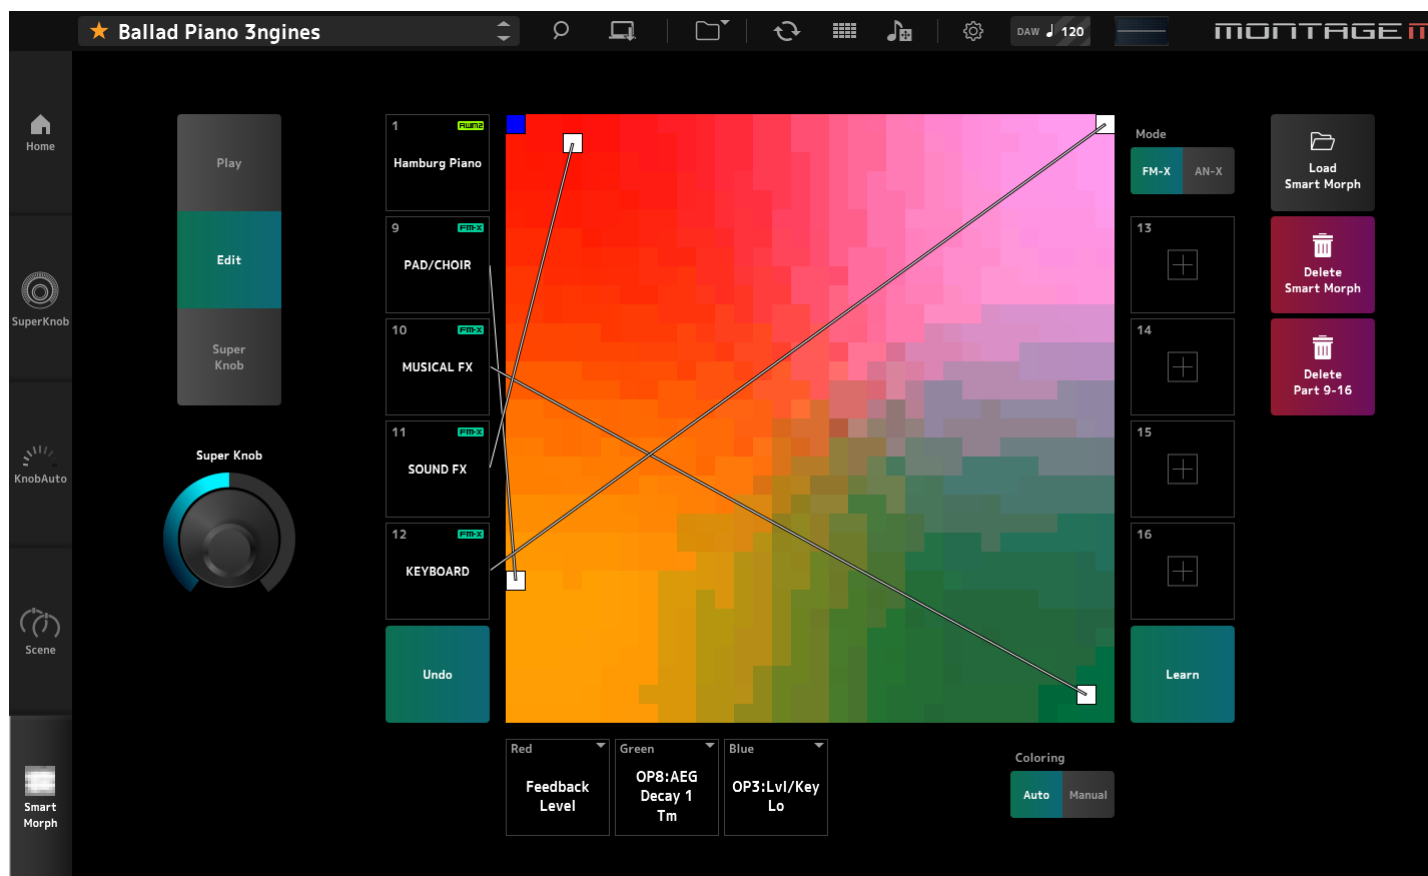 Ballad Piano 3ngines
DAW 120
MONTAGE M
Home
SuperKnob
KnobAuto
Scene
Smart
Morph
Play
Edit
Super
Knob
Super Knob
1 AWM2
Hamburg Piano
9 FM-X
PAD/CHOIR
10 FM-X
MUSICAL FX
11 FM-X
SOUND FX
12 FM-X
KEYBOARD
Undo
Red
Feedback
Level
Green
OP8:AEG
Decay 1
Tm
Blue
OP3:Lvl/Key
Lo
Coloring
Auto Manual
Mode
FM-X AN-X
13
14
15
16
Learn
Load
Smart Morph
Delete
Smart Morph
Delete
Part 9-16